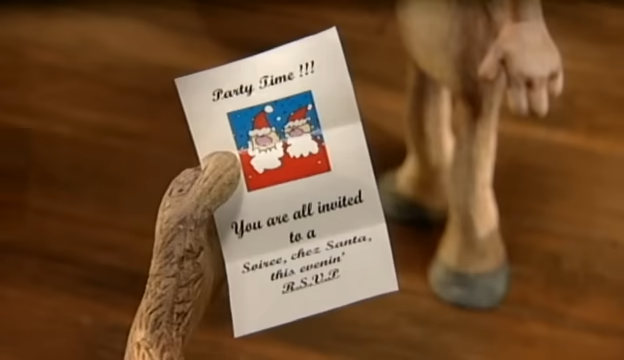 Party Time !!!
You are all invited
to a
Soiree, chez Santa,
this evenin'
R.S.V.P.